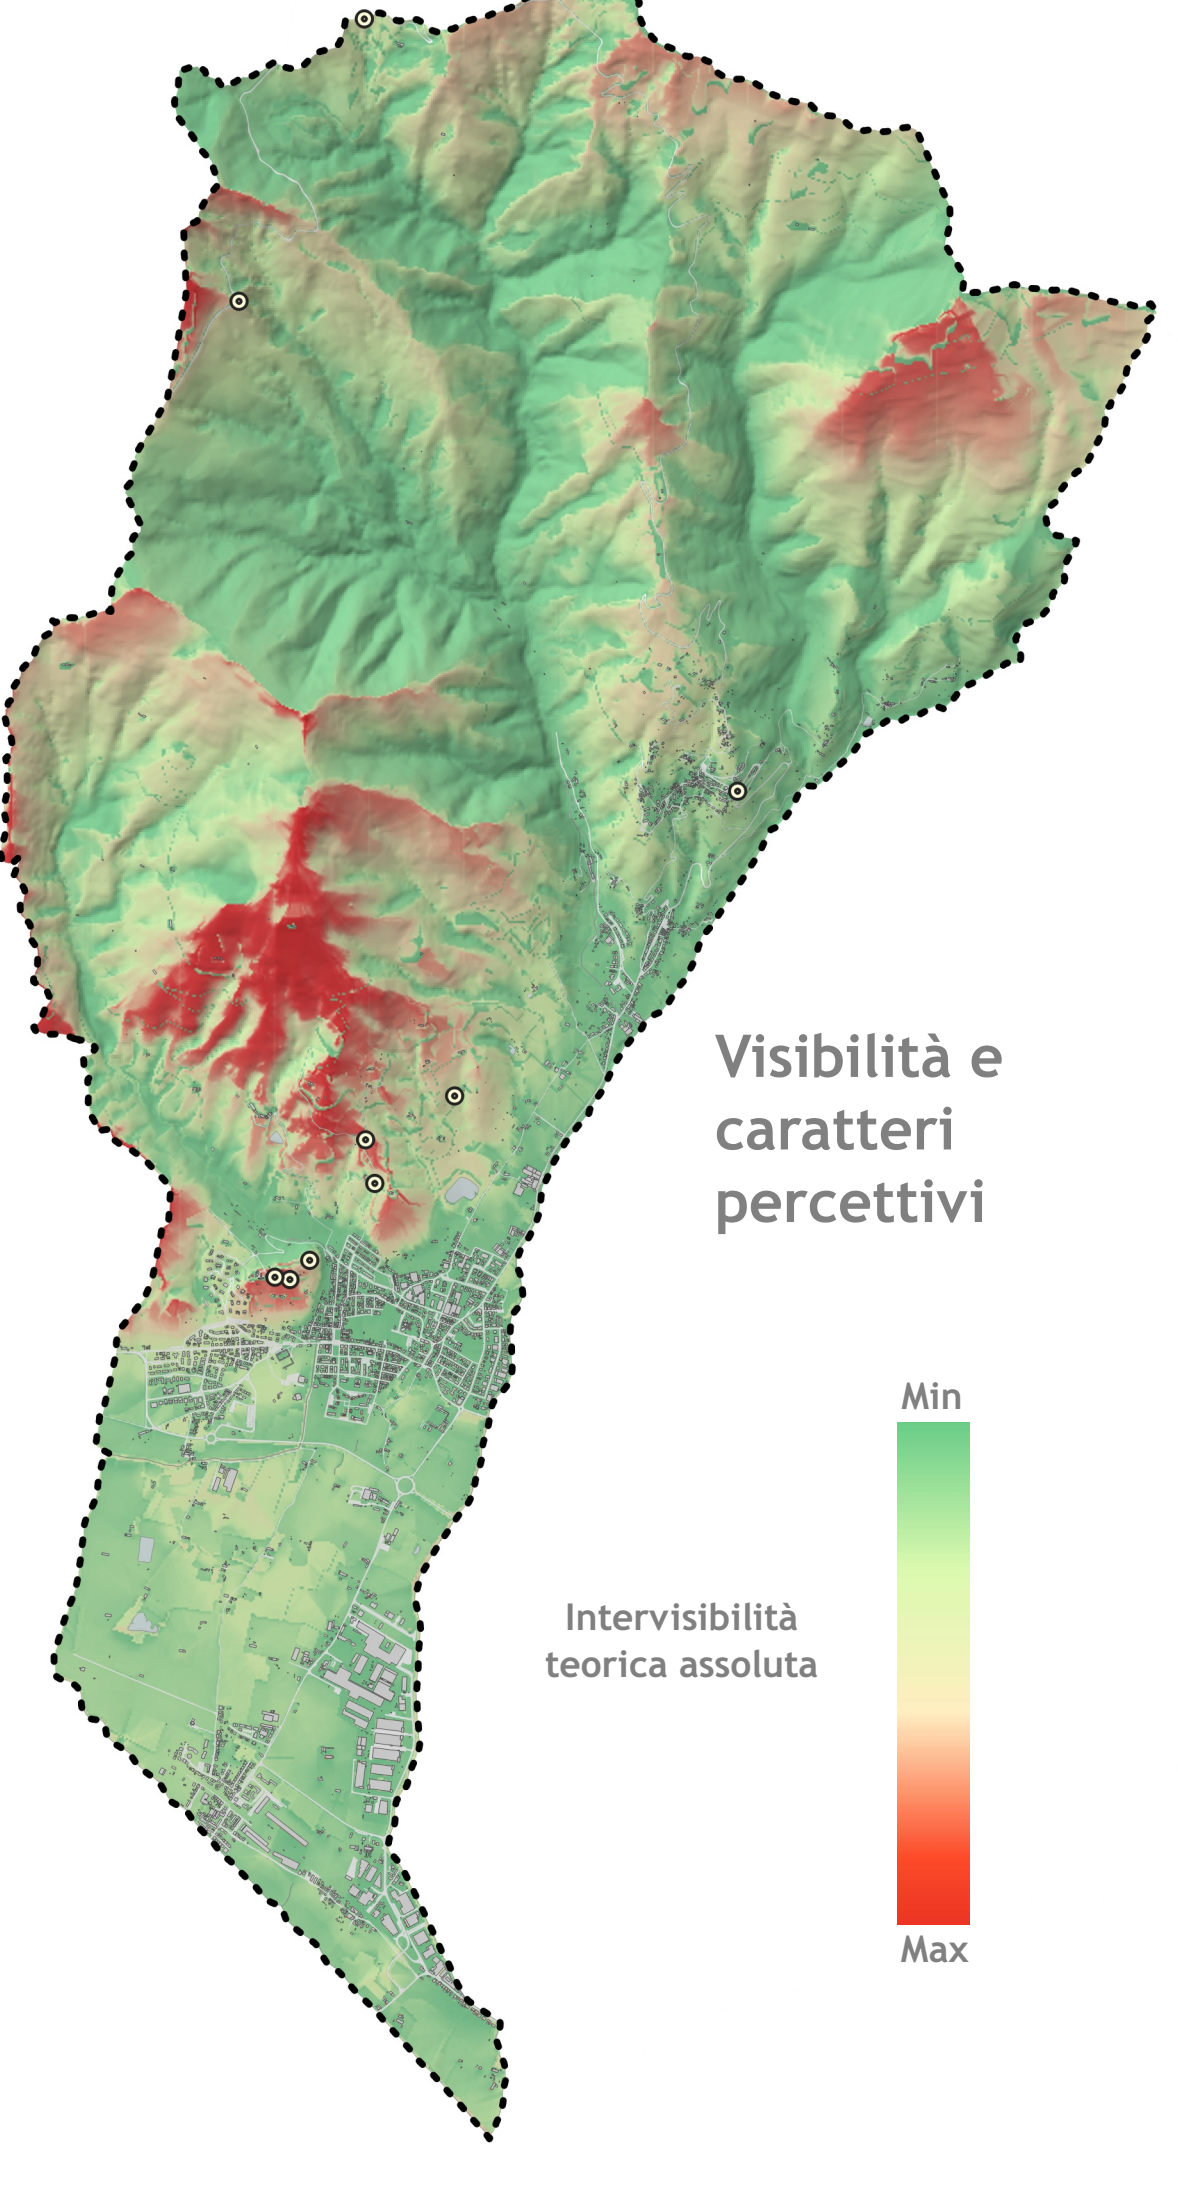 Visibilità e
caratteri
percettivi
Min
Intervisibilità
teorica assoluta
Max